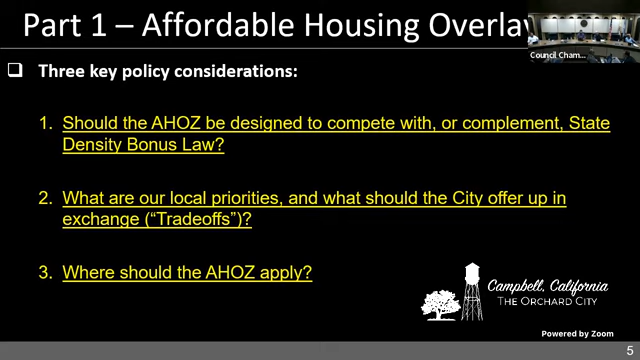 Part 1 – Affordable Housing Overlay
Council Cham...
Three key policy considerations:
1. Should the AHOZ be designed to compete with, or complement, State
Density Bonus Law?
2. What are our local priorities, and what should the City offer up in
exchange (“Tradeoffs”)?
3. Where should the AHOZ apply?
Campbell, California
THE ORCHARD CITY
Powered by Zoom
5